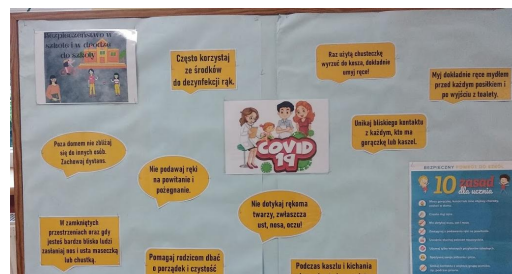 Bezpieczeństwo w
szkole i w drodze
do szkoły
Często korzystaj
ze środków
do dezynfekcji rąk.
Raz użytą chusteczkę
wyrzuć do kosza, dokładnie
umyj ręce!
Myj dokładnie ręce mydłem
przed każdym posiłkiem i
po wyjściu z toalety.
COVID
19
Unikaj bliskiego kontaktu
z każdym, kto ma
gorączkę lub kaszel.
Poza domem nie zbliżaj
się do innych osób.
Zachowaj dystans.
Nie podawaj ręki
na powitanie i
pożegnanie.
Nie dotykaj rękoma
twarzy, zwłaszcza
ust, nosa, oczu!
BEZPIECZNY
10 zasad
dla ucznia
W zamkniętych
przestrzeniach oraz gdy
jesteś bardzo blisko ludzi
zasłaniaj nos i usta maseczką
lub chustką.
Pomagaj rodzicom dbać
o porządek i czystość
Podczas kaszlu i kichania